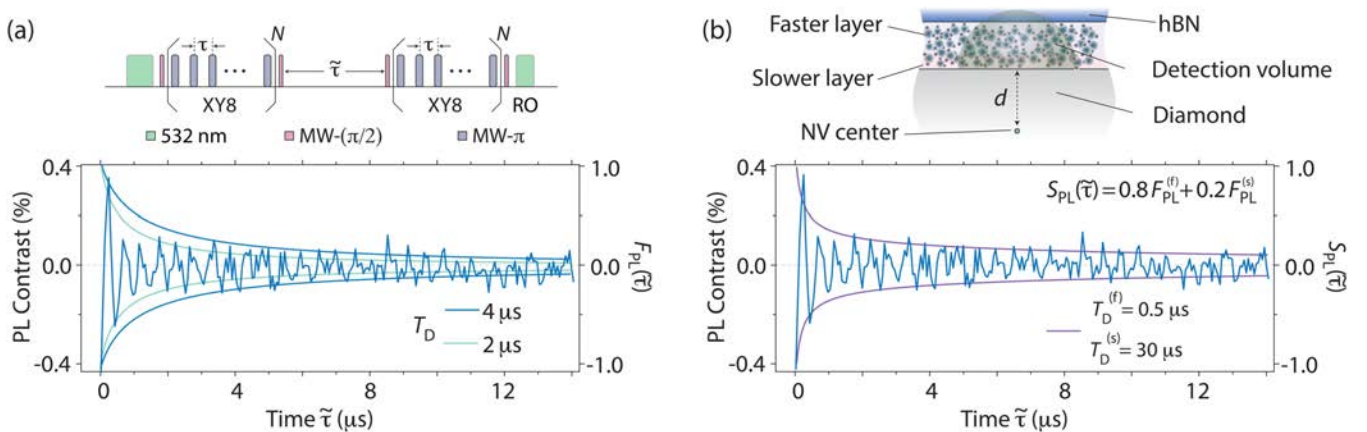 (a)
τ N τ̃ τ N
XY8 XY8 RO
532 nm MW-(π/2) MW-π
0.4 1.0
0.0 0.0
-0.4 -1.0
PL Contrast (%)
F_PL(τ̃)
T_D 4 μs
2 μs
0 4 8 12
Time τ̃ (μs)
(b)
Faster layer hBN
Slower layer Detection volume
d Diamond
NV center
0.4 1.0
0.0 0.0
-0.4 -1.0
PL Contrast (%)
S_PL(τ̃)
S_PL(τ̃) = 0.8 F_PL^(f) + 0.2 F_PL^(s)
T_D^(f) = 0.5 μs
T_D^(s) = 30 μs
0 4 8 12
Time τ̃ (μs)